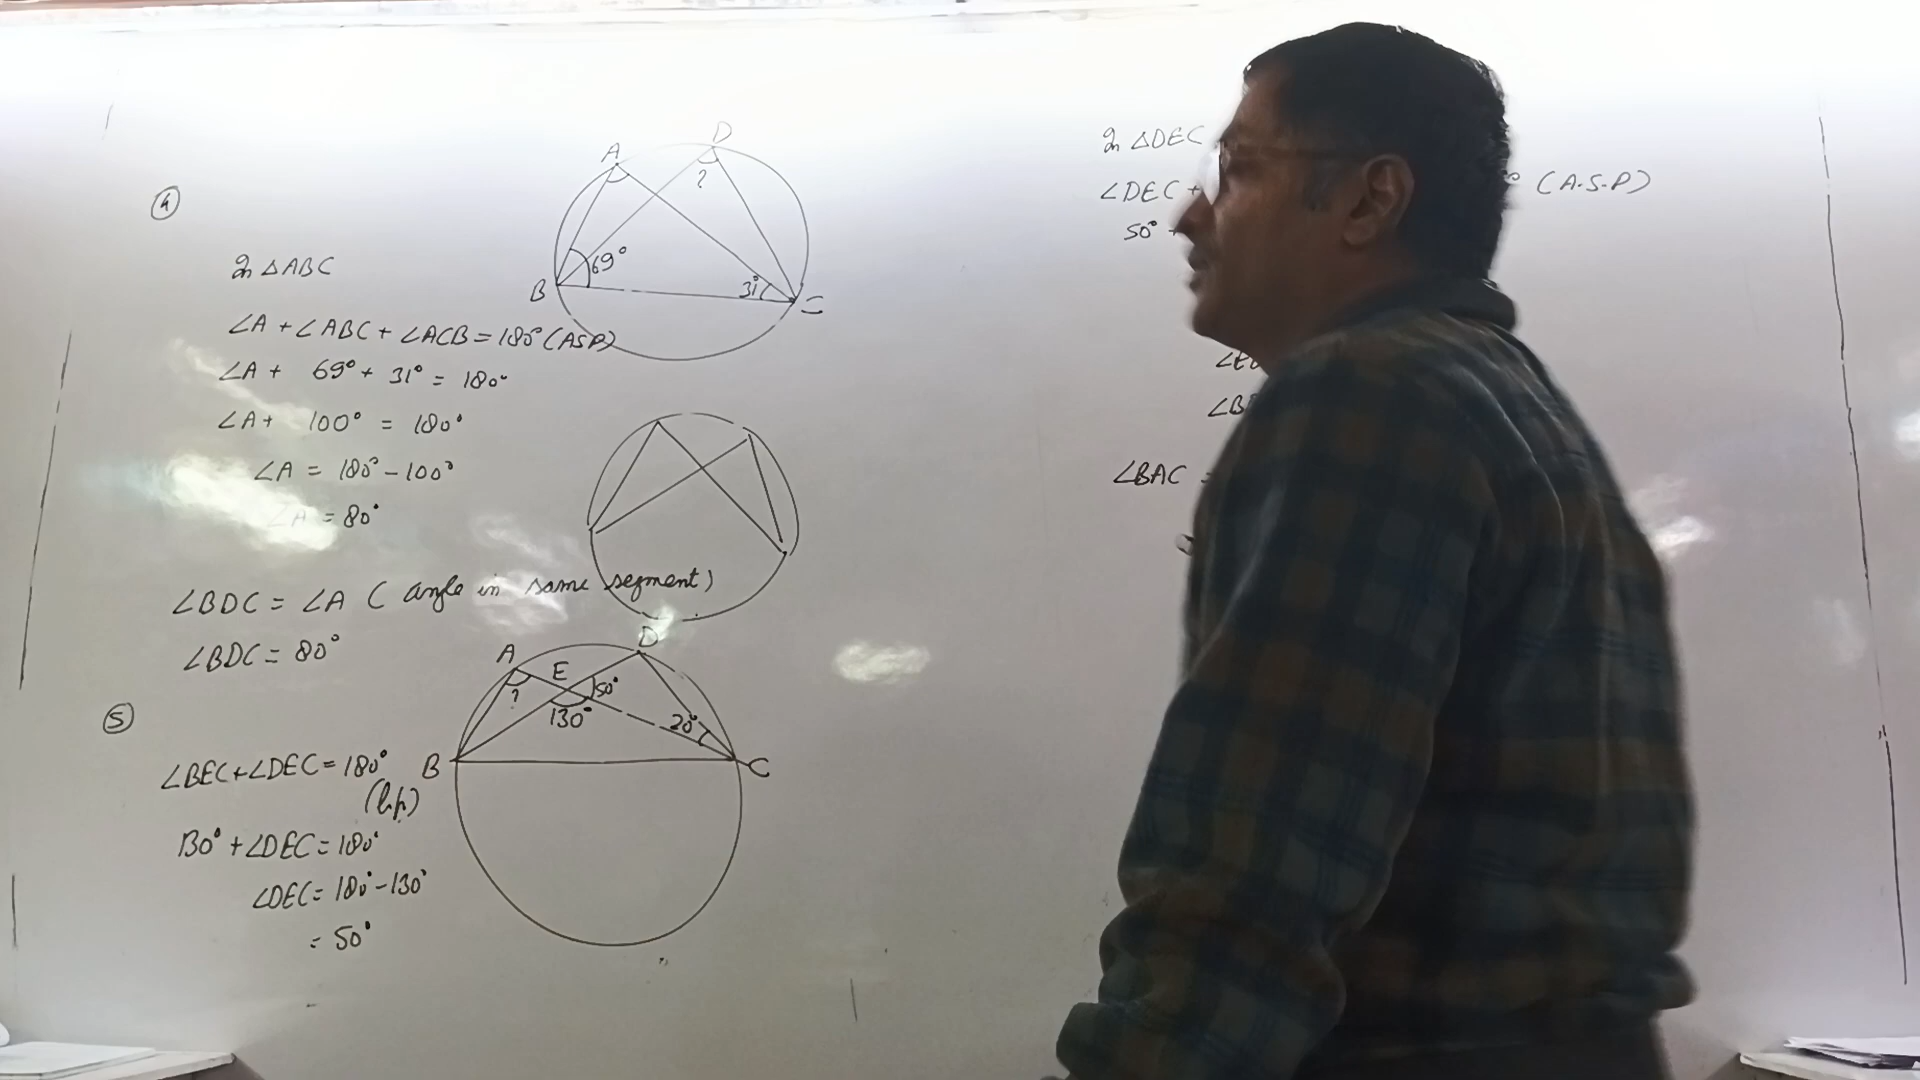 4
In △ABC
∠A + ∠ABC + ∠ACB = 180° (ASP)
∠A + 69° + 31° = 180°
∠A + 100° = 180°
∠A = 180° - 100°
∠A = 80°
∠BDC = ∠A ( angle in same segment)
∠BDC = 80°
A
D
?
B
69°
31°
C
5
∠BEC + ∠DEC = 180°
(l.p)
130° + ∠DEC = 180°
∠DEC = 180° - 130°
= 50°
A
E
D
?
50°
130°
20°
B
C
In △DEC
∠DEC + ° (A.S.P)
50° +
∠BAC =